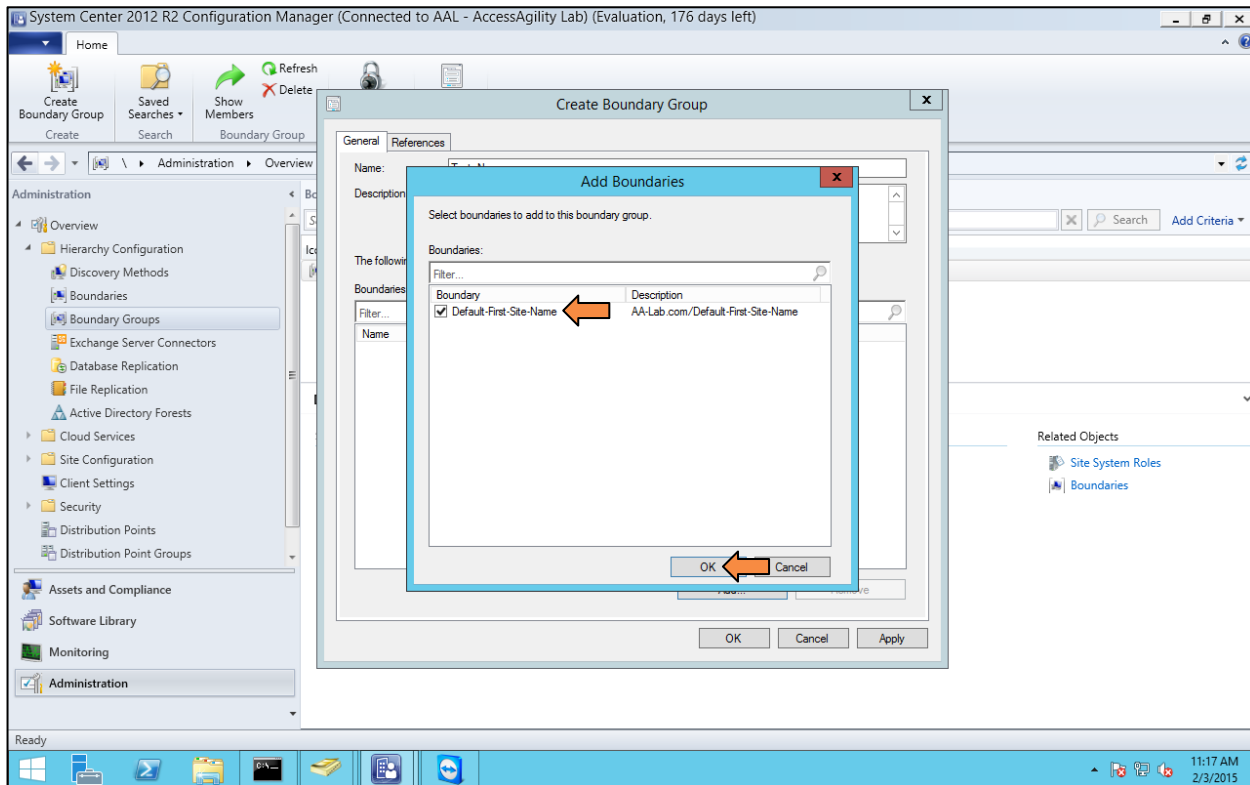 System Center 2012 R2 Configuration Manager (Connected to AAL - AccessAgility Lab) (Evaluation, 176 days left)
Home
Create Boundary Group
Saved Searches
Show Members
Refresh
Delete
Create
Search
Boundary Group
\ Administration Overview
Administration
Overview
Hierarchy Configuration
Discovery Methods
Boundaries
Boundary Groups
Exchange Server Connectors
Database Replication
File Replication
Active Directory Forests
Cloud Services
Site Configuration
Client Settings
Security
Distribution Points
Distribution Point Groups
Assets and Compliance
Software Library
Monitoring
Administration
Search
Add Criteria
Related Objects
Site System Roles
Boundaries
Create Boundary Group
General
References
Name:
Description
The followin
Boundaries
Filter...
Name
OK
Cancel
Apply
Add Boundaries
Select boundaries to add to this boundary group.
Boundaries:
Filter...
Boundary
Description
Default-First-Site-Name
AA-Lab.com/Default-First-Site-Name
OK
Cancel
Ready
11:17 AM
2/3/2015